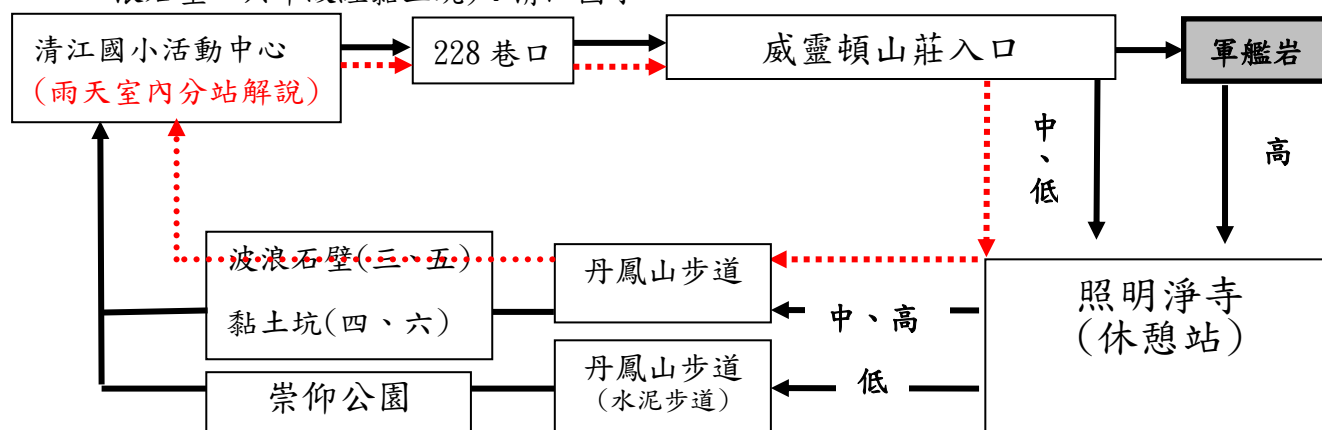 清江國小活動中心
(雨天室內分站解說)
228 巷口
威靈頓山莊入口
軍艦岩
中、低
高
波浪石壁(三、五)
黏土坑(四、六)
丹鳳山步道
中、高
照明淨寺
(休憩站)
崇仰公園
丹鳳山步道
(水泥步道)
低